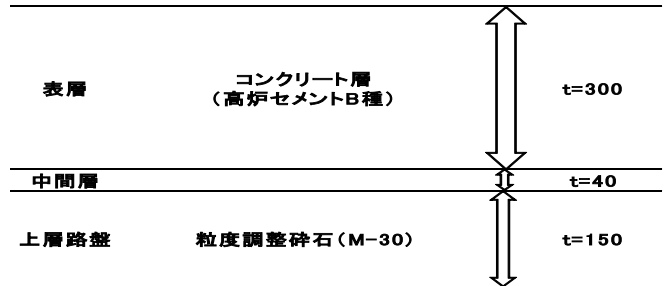 表層 コンクリート層 t=300
（高炉セメントB種）
中間層 t=40
上層路盤 粒度調整砕石（M-30） t=150